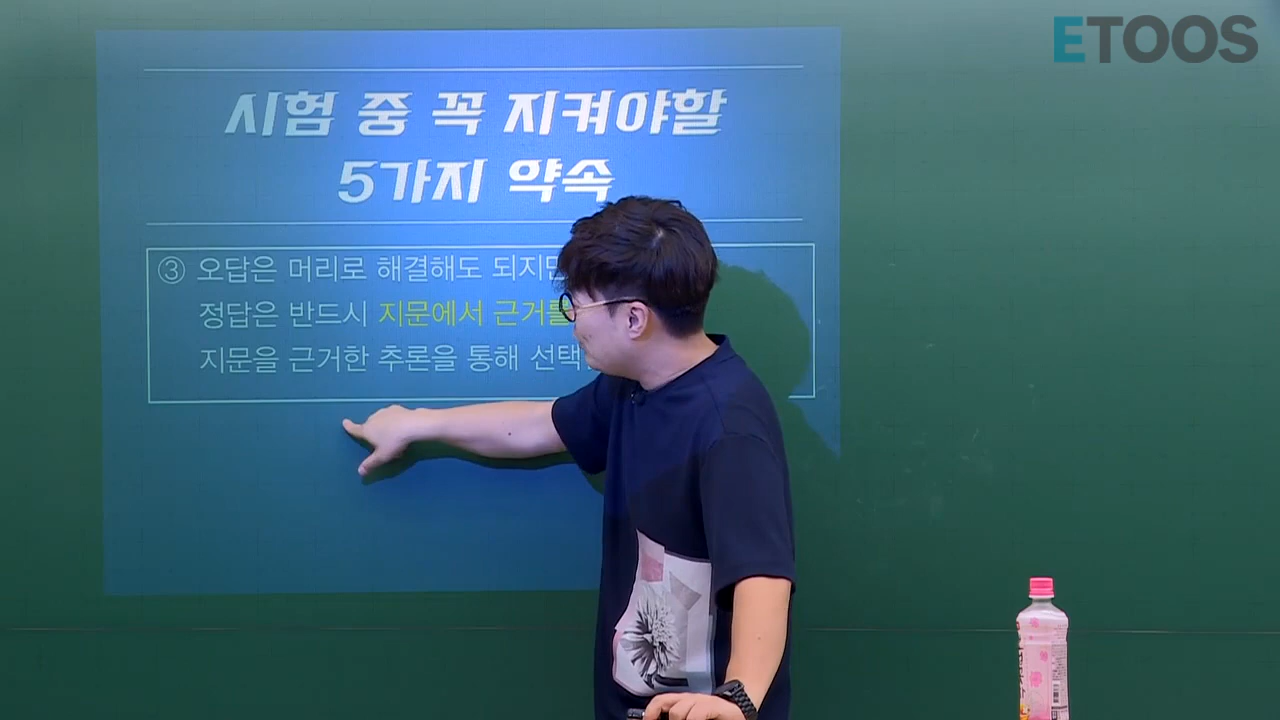 ETOOS
시험 중 꼭 지켜야할
5가지 약속
③ 오답은 머리로 해결해도 되지만
정답은 반드시 지문에서 근거를
지문을 근거한 추론을 통해 선택